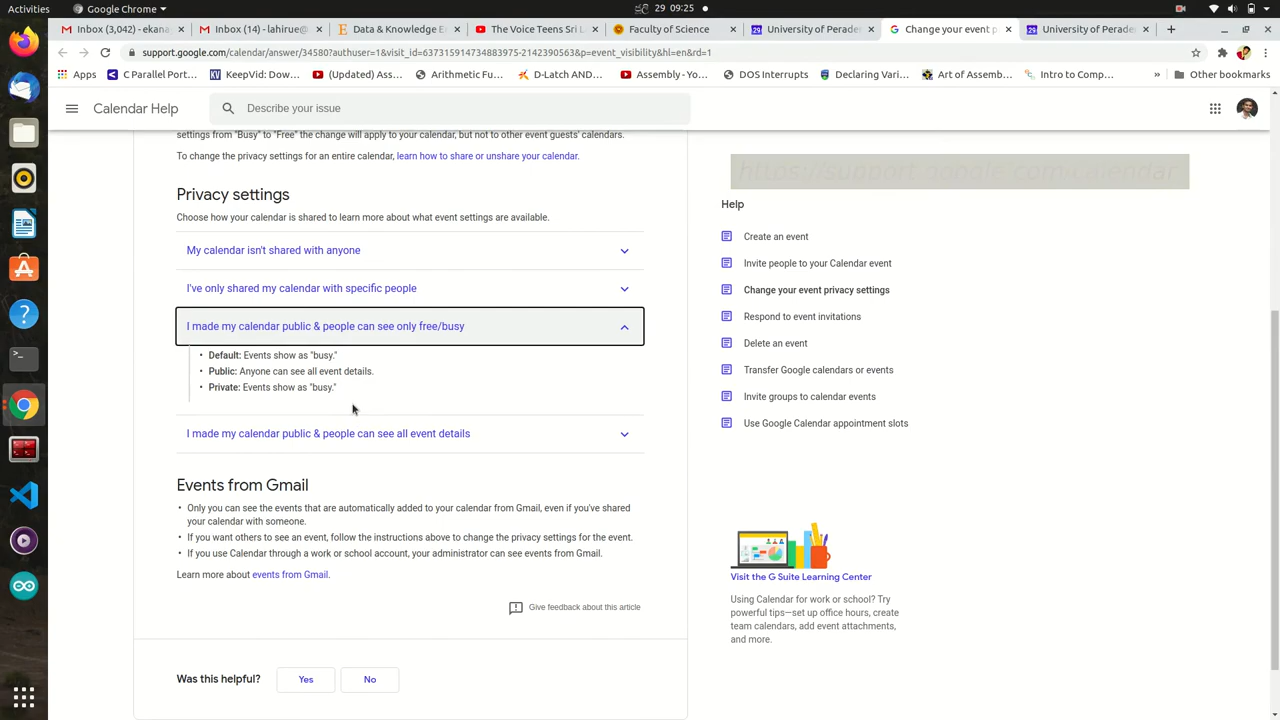 Activities
Google Chrome
29 09:25
Inbox (3,042) - ekana
Inbox (14) - iahirue@
Data & Knowledge E
The Voice Teens Sri L
Faculty of Science
University of Perade
Change your event p
University of Perade
support.google.com/calendar/answer/34580?authuser=1&visit_id=637315914734883975-2142390563&p=event_visibility&hl=en&rd=1
Apps
C Parallel Port...
KeepVid: Dow...
(Updated) Ass...
Arithmetic Fu...
D-Latch AND...
Assembly - Yo...
DOS Interrupts
Declaring Vari...
Art of Assemb...
Intro to Comp...
»
Other bookmarks
Calendar Help
Describe your issue
settings from "Busy" to "Free" the change will apply to your calendar, but not to other event guests' calendars.
To change the privacy settings for an entire calendar, learn how to share or unshare your calendar.
Privacy settings
Choose how your calendar is shared to learn more about what event settings are available.
My calendar isn't shared with anyone
I've only shared my calendar with specific people
I made my calendar public & people can see only free/busy
• Default: Events show as "busy."
• Public: Anyone can see all event details.
• Private: Events show as "busy."
I made my calendar public & people can see all event details
Events from Gmail
• Only you can see the events that are automatically added to your calendar from Gmail, even if you've shared
your calendar with someone.
• If you want others to see an event, follow the instructions above to change the privacy settings for the event.
• If you use Calendar through a work or school account, your administrator can see events from Gmail.
Learn more about events from Gmail.
Give feedback about this article
Was this helpful?
Yes
No
https://support.google.com/calendar
Help
Create an event
Invite people to your Calendar event
Change your event privacy settings
Respond to event invitations
Delete an event
Transfer Google calendars or events
Invite groups to calendar events
Use Google Calendar appointment slots
Visit the G Suite Learning Center
Using Calendar for work or school? Try
powerful tips—set up office hours, create
team calendars, add event attachments,
and more.